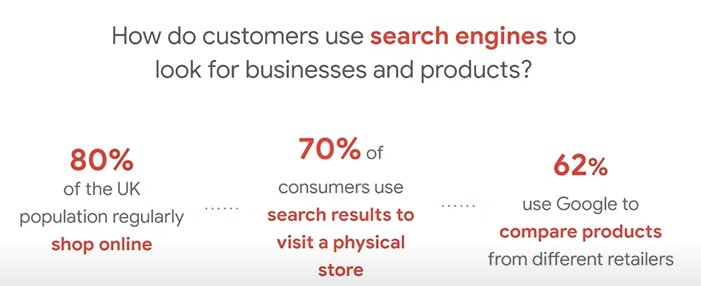 How do customers use search engines to
look for businesses and products?
80%
of the UK
population regularly
shop online
70% of
consumers use
search results to
visit a physical
store
62%
use Google to
compare products
from different retailers